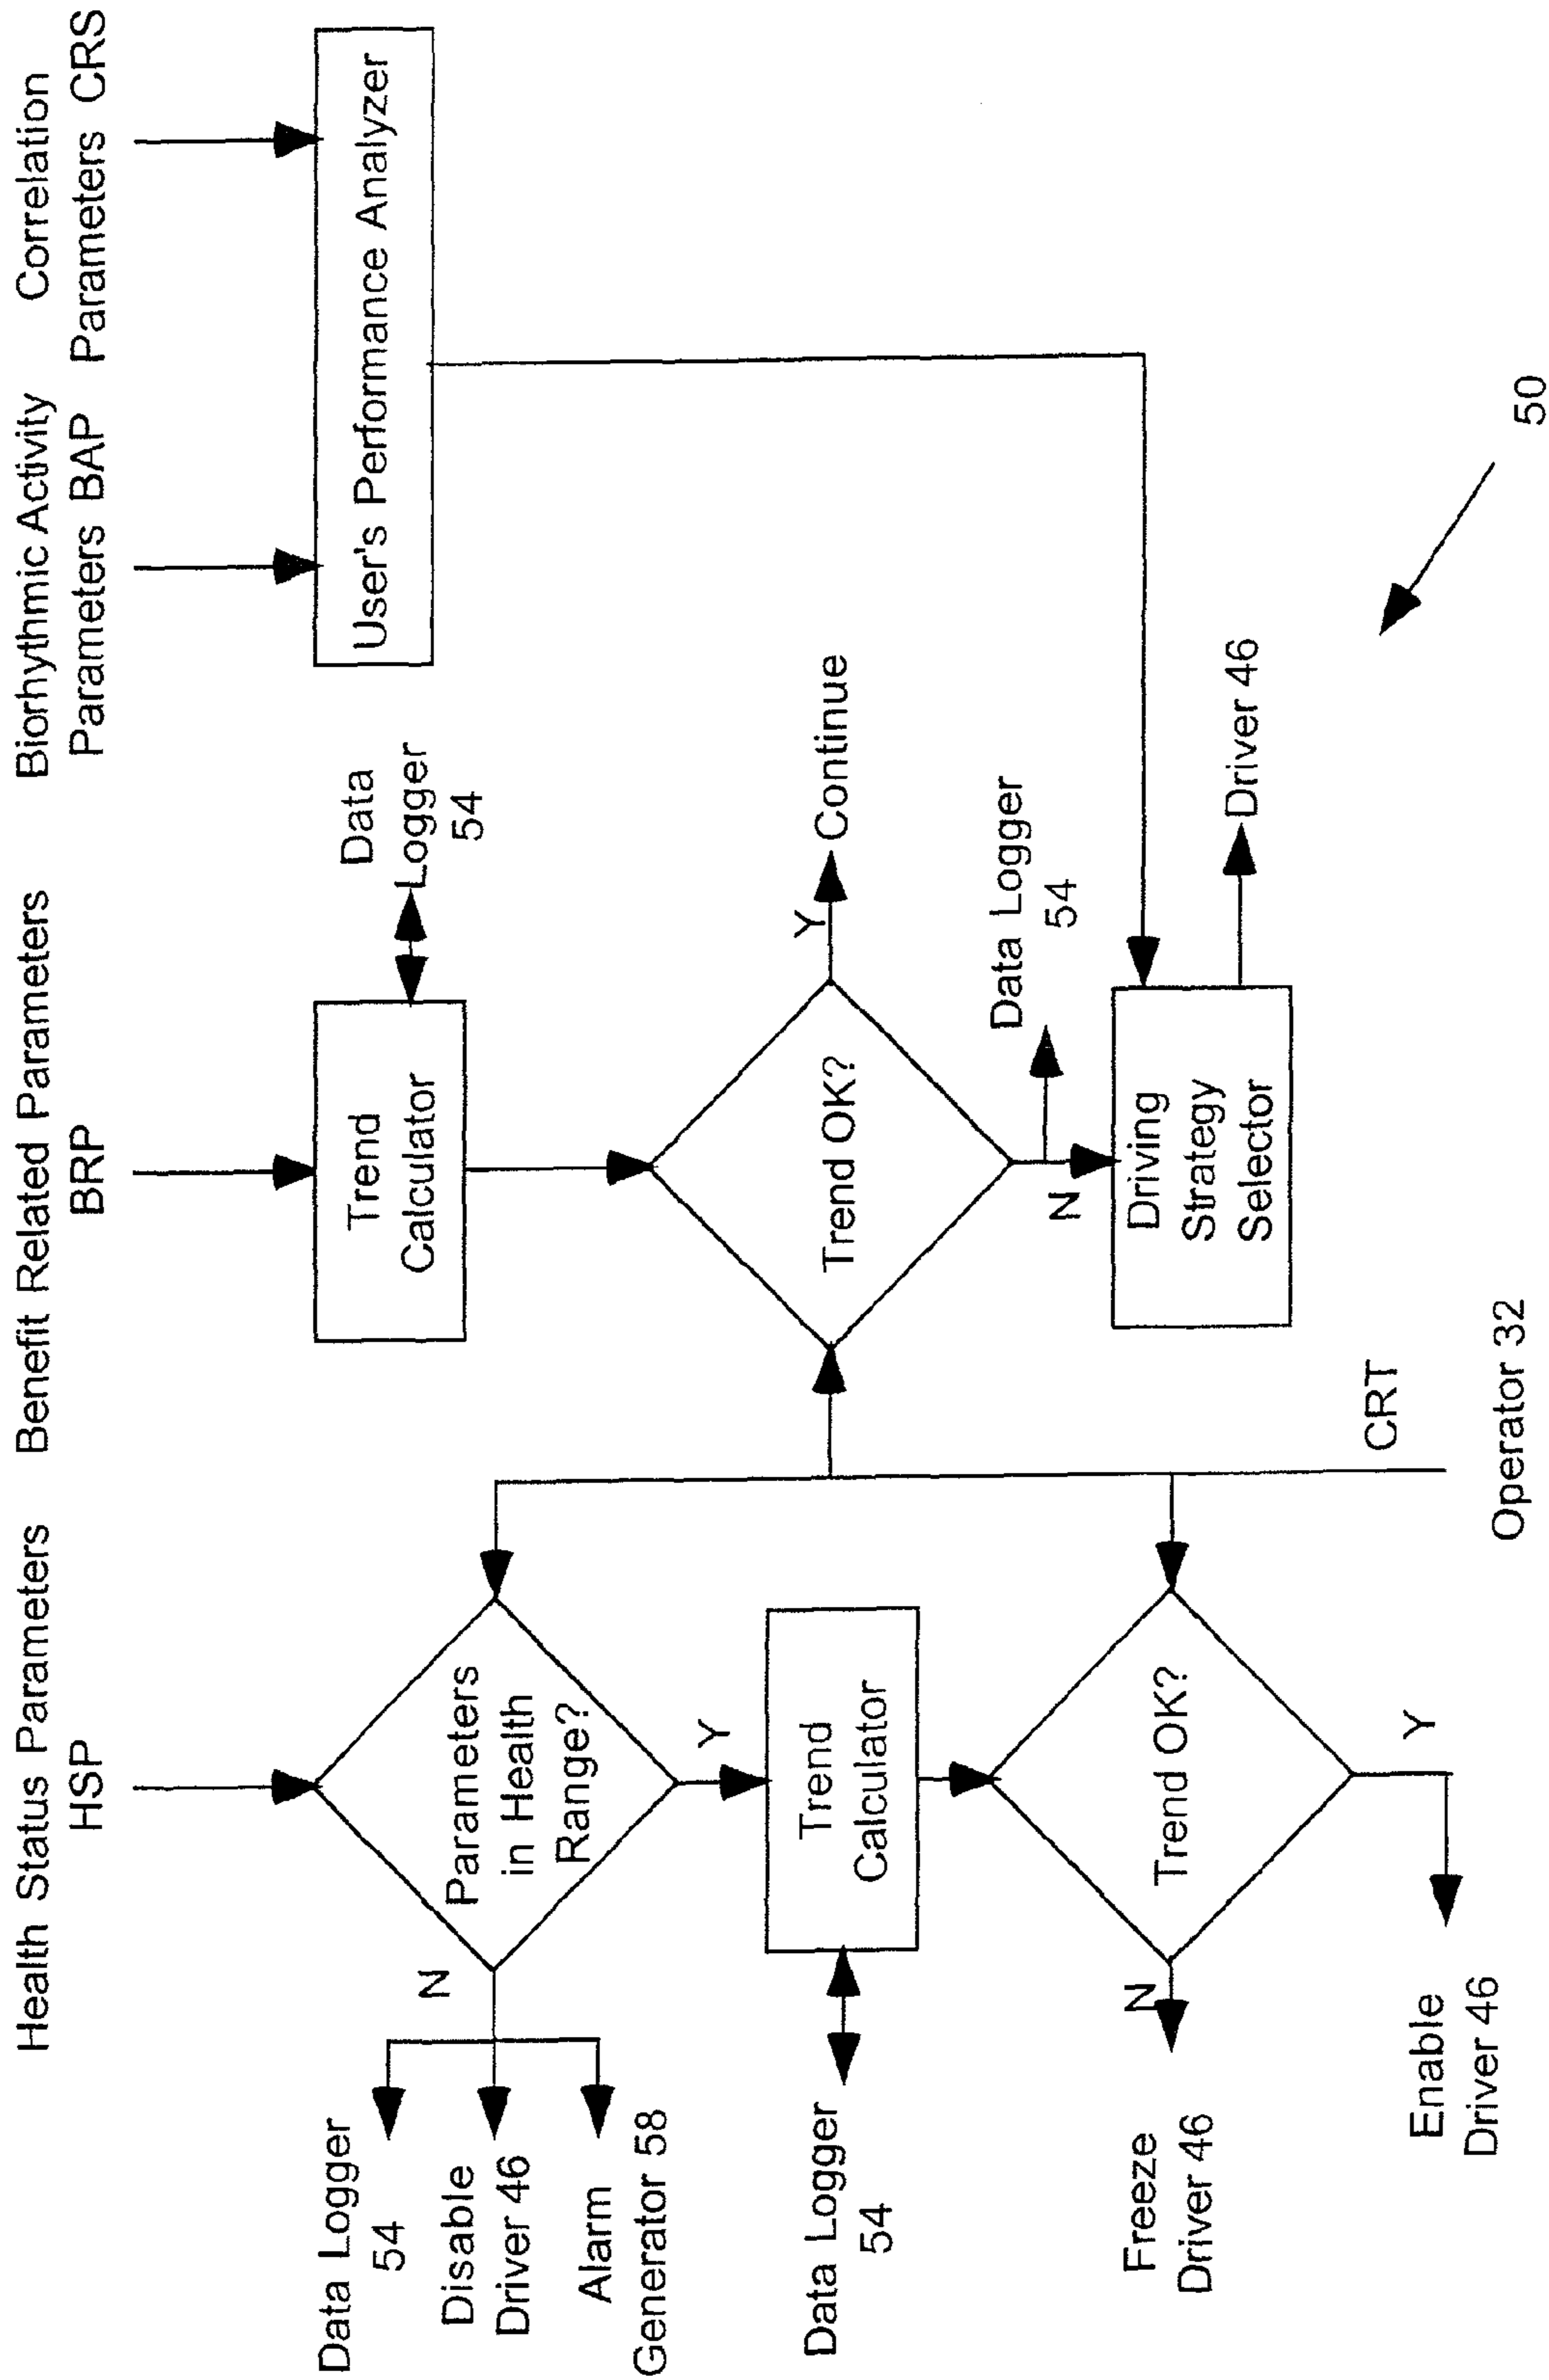 Health Status Parameters
HSP
Benefit Related Parameters
BRP
Biorhythmic Activity
Parameters BAP
Correlation
Parameters CRS
User's Performance Analyzer
Trend
Calculator
Data
Logger
54
Parameters
in Health
Range?
N
Y
Data Logger
54
Disable
Driver 46
Alarm
Generator 58
Trend OK?
Y
Continue
N
Data Logger
54
Trend
Calculator
Data Logger
54
Driving
Strategy
Selector
Driver 46
Trend OK?
N
Freeze
Driver 46
Y
Enable
Driver 46
CRT
Operator 32
50